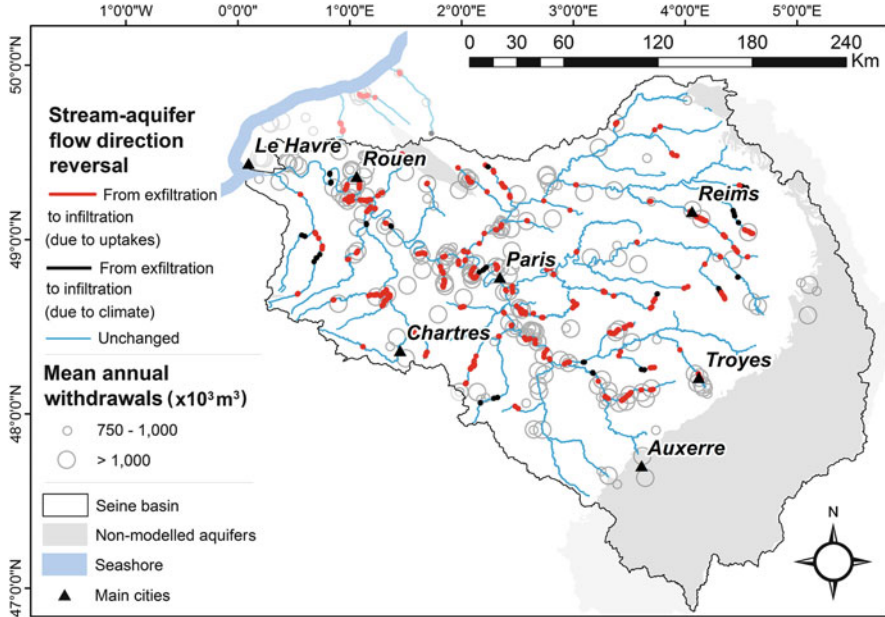 1°0'0"W 0°0'0" 1°0'0"E 2°0'0"E 3°0'0"E 4°0'0"E 5°0'0"E
0 30 60 120 180 240
Km
50°0'0"N
49°0'0"N
48°0'0"N
47°0'0"N
Stream-aquifer
flow direction
reversal
From exfiltration
to infiltration
(due to uptakes)
From exfiltration
to infiltration
(due to climate)
Unchanged
Mean annual
withdrawals (x10³m³)
750 - 1,000
> 1,000
Seine basin
Non-modelled aquifers
Seashore
Main cities
Le Havre
Rouen
Reims
Paris
Chartres
Troyes
Auxerre
N